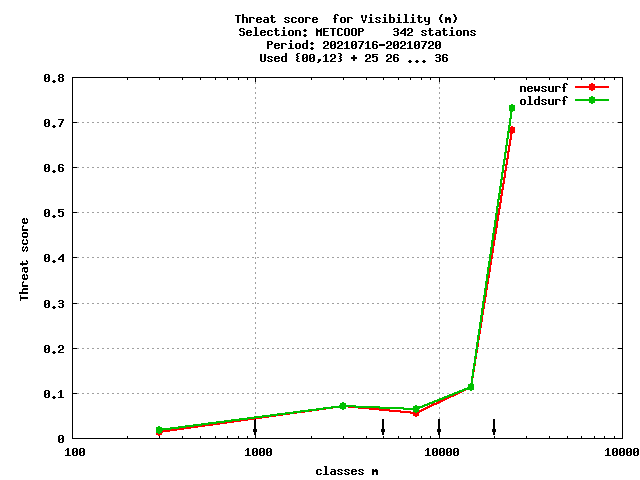 Threat score  for Visibility (m)
Selection: METCOOP    342 stations
Period: 20210716-20210720
Used {00,12} + 25 26 ... 36
newsurf
oldsurf
0.8
0.7
0.6
0.5
0.4
0.3
0.2
0.1
0
Threat score
100
1000
10000
10000
classes m